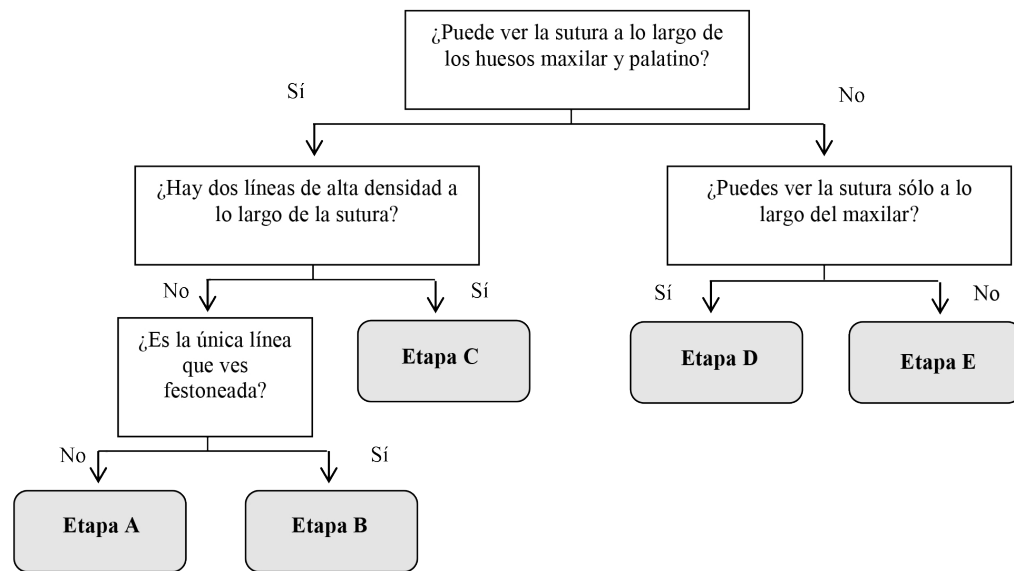 ¿Puede ver la sutura a lo largo de
los huesos maxilar y palatino?
Sí
No
¿Hay dos líneas de alta densidad a
lo largo de la sutura?
¿Puedes ver la sutura sólo a lo
largo del maxilar?
No
Sí
Sí
No
¿Es la única línea
que ves
festoneada?
Etapa C
Etapa D
Etapa E
No
Sí
Etapa A
Etapa B